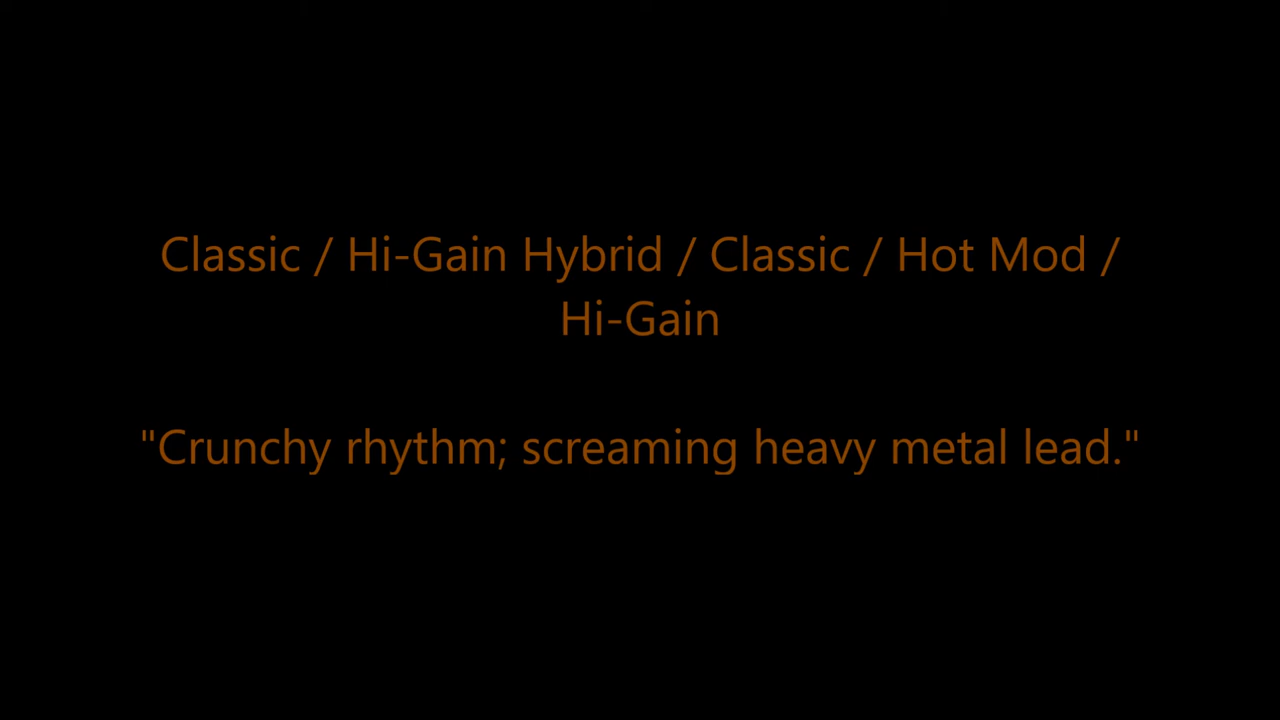 Classic / Hi-Gain Hybrid / Classic / Hot Mod /
Hi-Gain
"Crunchy rhythm; screaming heavy metal lead."